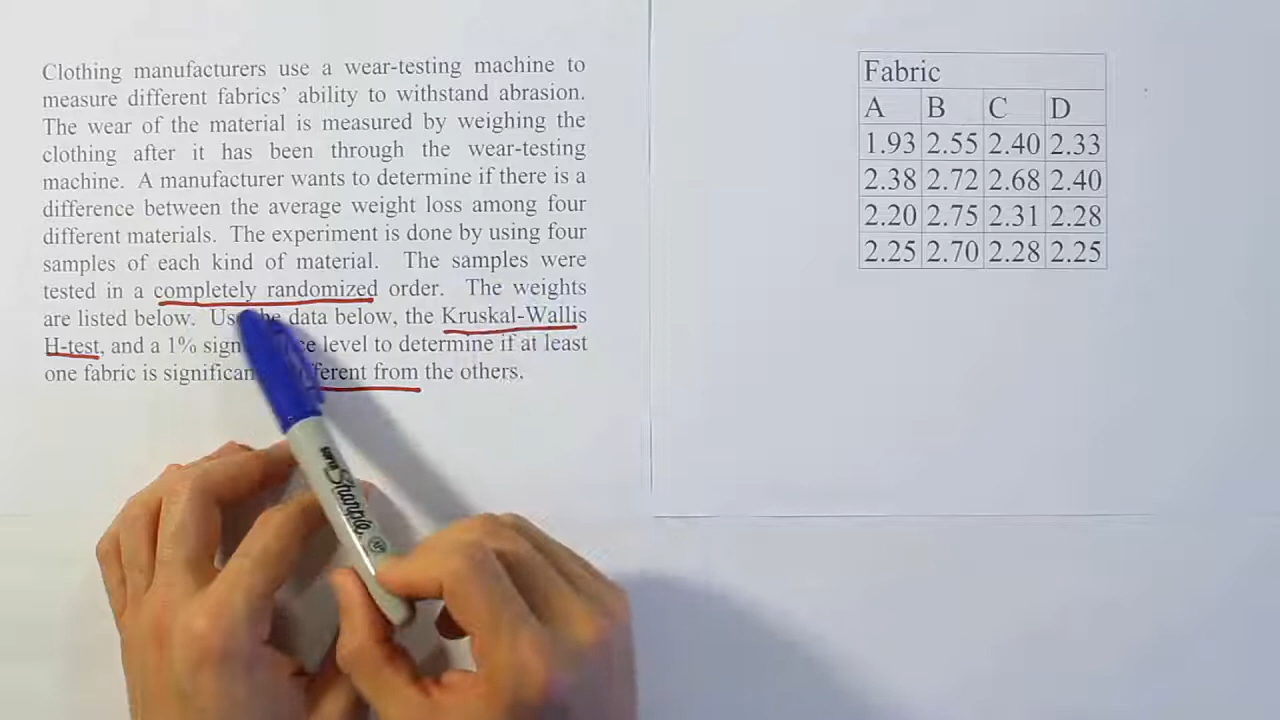 Clothing manufacturers use a wear-testing machine to
measure different fabrics' ability to withstand abrasion.
The wear of the material is measured by weighing the
clothing after it has been through the wear-testing
machine. A manufacturer wants to determine if there is a
difference between the average weight loss among four
different materials. The experiment is done by using four
samples of each kind of material. The samples were
tested in a completely randomized order. The weights
are listed below. data below, the Kruskal-Wallis
H-test, and a 1% level to determine if at least
one fabric is from the others.
Fabric
A B C D
1.93 2.55 2.40 2.33
2.38 2.72 2.68 2.40
2.20 2.75 2.31 2.28
2.25 2.70 2.28 2.25
Sharpie